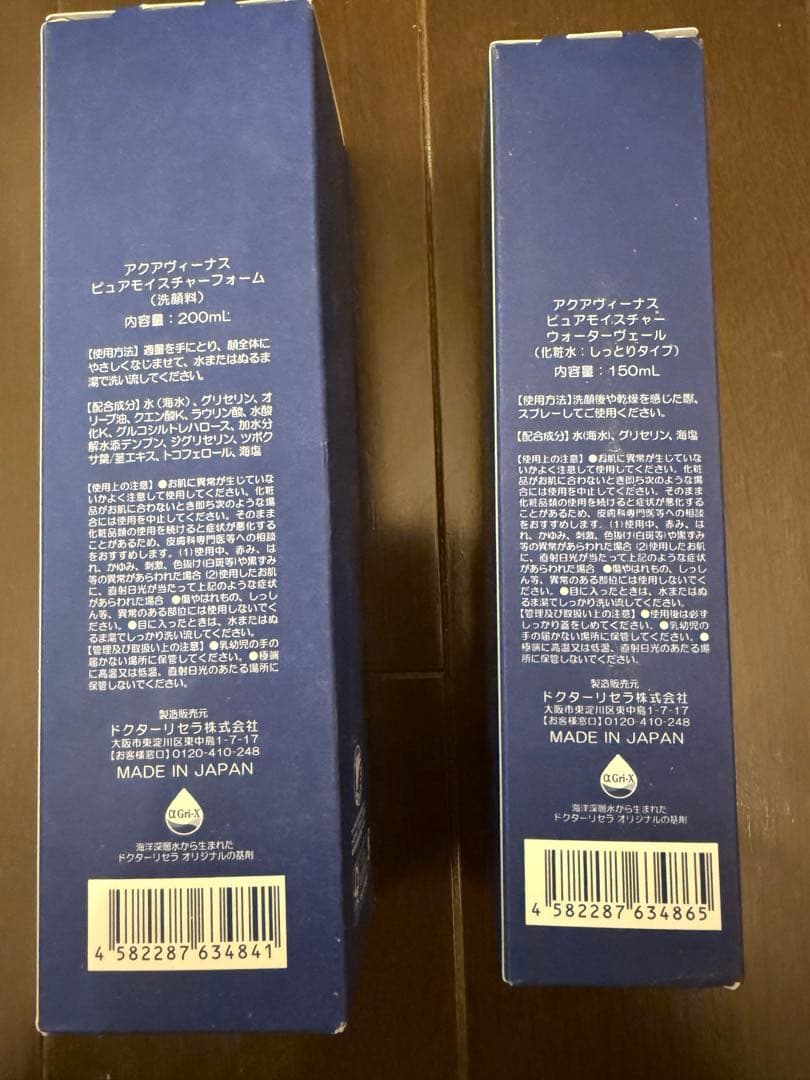 アクアヴィーナス
ピュアモイスチャーフォーム
(洗顔料)
内容量：200mL
【使用方法】適量を手にとり、顔全体に
やさしくなじませて、水またはぬるま
湯で洗い流してください。
【配合成分】水（海水）、グリセリン、オ
リーブ油、クエン酸K、ラウリン酸、水酸
化K、グルコシルトレハロース、加水分
解水添デンプン、ジグリセリン、ツボク
サ葉/茎エキス、トコフェロール、海塩
【使用上の注意】●お肌に異常が生じていな
いかよく注意して使用してください。化粧
品がお肌に合わないとき即ち次のような場
合には使用を中止してください。そのまま
化粧品類の使用を続けると症状が悪化する
ことがあるため、皮膚科専門医等への相談
をおすすめします。(1)使用中、赤み、は
れ、かゆみ、刺激、色抜け(白斑等)や黒ずみ
等の異常があらわれた場合 (2)使用したお肌
に、直射日光が当たって上記のような症状
があらわれた場合 ●傷やはれもの、しっし
ん等、異常のある部位には使用しないでく
ださい。●目に入ったときは、水またはぬ
るま湯でしっかり洗い流してください。
【管理及び取扱い上の注意】●乳幼児の手の
届かない場所に保管してください。●極端
に高温又は低温、直射日光のあたる場所に
保管しないでください。
製造販売元
ドクターリセラ株式会社
大阪市東淀川区東中島1-7-17
【お客様窓口】0120-410-248
MADE IN JAPAN
αGri-X
海洋深層水から生まれた
ドクターリセラ オリジナルの基剤
4 582287 634841
アクアヴィーナス
ピュアモイスチャー
ウォーターヴェール
(化粧水：しっとりタイプ)
内容量：150mL
【使用方法】洗顔後や乾燥を感じた際、
スプレーしてご使用ください。
【配合成分】水(海水)、グリセリン、海塩
【使用上の注意】●お肌に異常が生じていな
いかよく注意して使用してください。化粧
品がお肌に合わないとき即ち次のような場
合には使用を中止してください。そのまま
化粧品類の使用を続けると症状が悪化する
ことがあるため、皮膚科専門医等への相談
をおすすめします。(1)使用中、赤み、は
れ、かゆみ、刺激、色抜け(白斑等)や黒ずみ
等の異常があらわれた場合 (2)使用したお肌
に、直射日光が当たって上記のような症状
があらわれた場合 ●傷やはれもの、しっし
ん等、異常のある部位には使用しないでく
ださい。●目に入ったときは、水またはぬ
るま湯でしっかり洗い流してください。
【管理及び取扱い上の注意】●使用後は必ず
しっかり蓋をしめてください。●乳幼児の
手の届かない場所に保管してください。●
極端に高温又は低温、直射日光のあたる場
所に保管しないでください。
製造販売元
ドクターリセラ株式会社
大阪市東淀川区東中島1-7-17
【お客様窓口】0120-410-248
MADE IN JAPAN
αGri-X
海洋深層水から生まれた
ドクターリセラ オリジナルの基剤
4 582287 634865